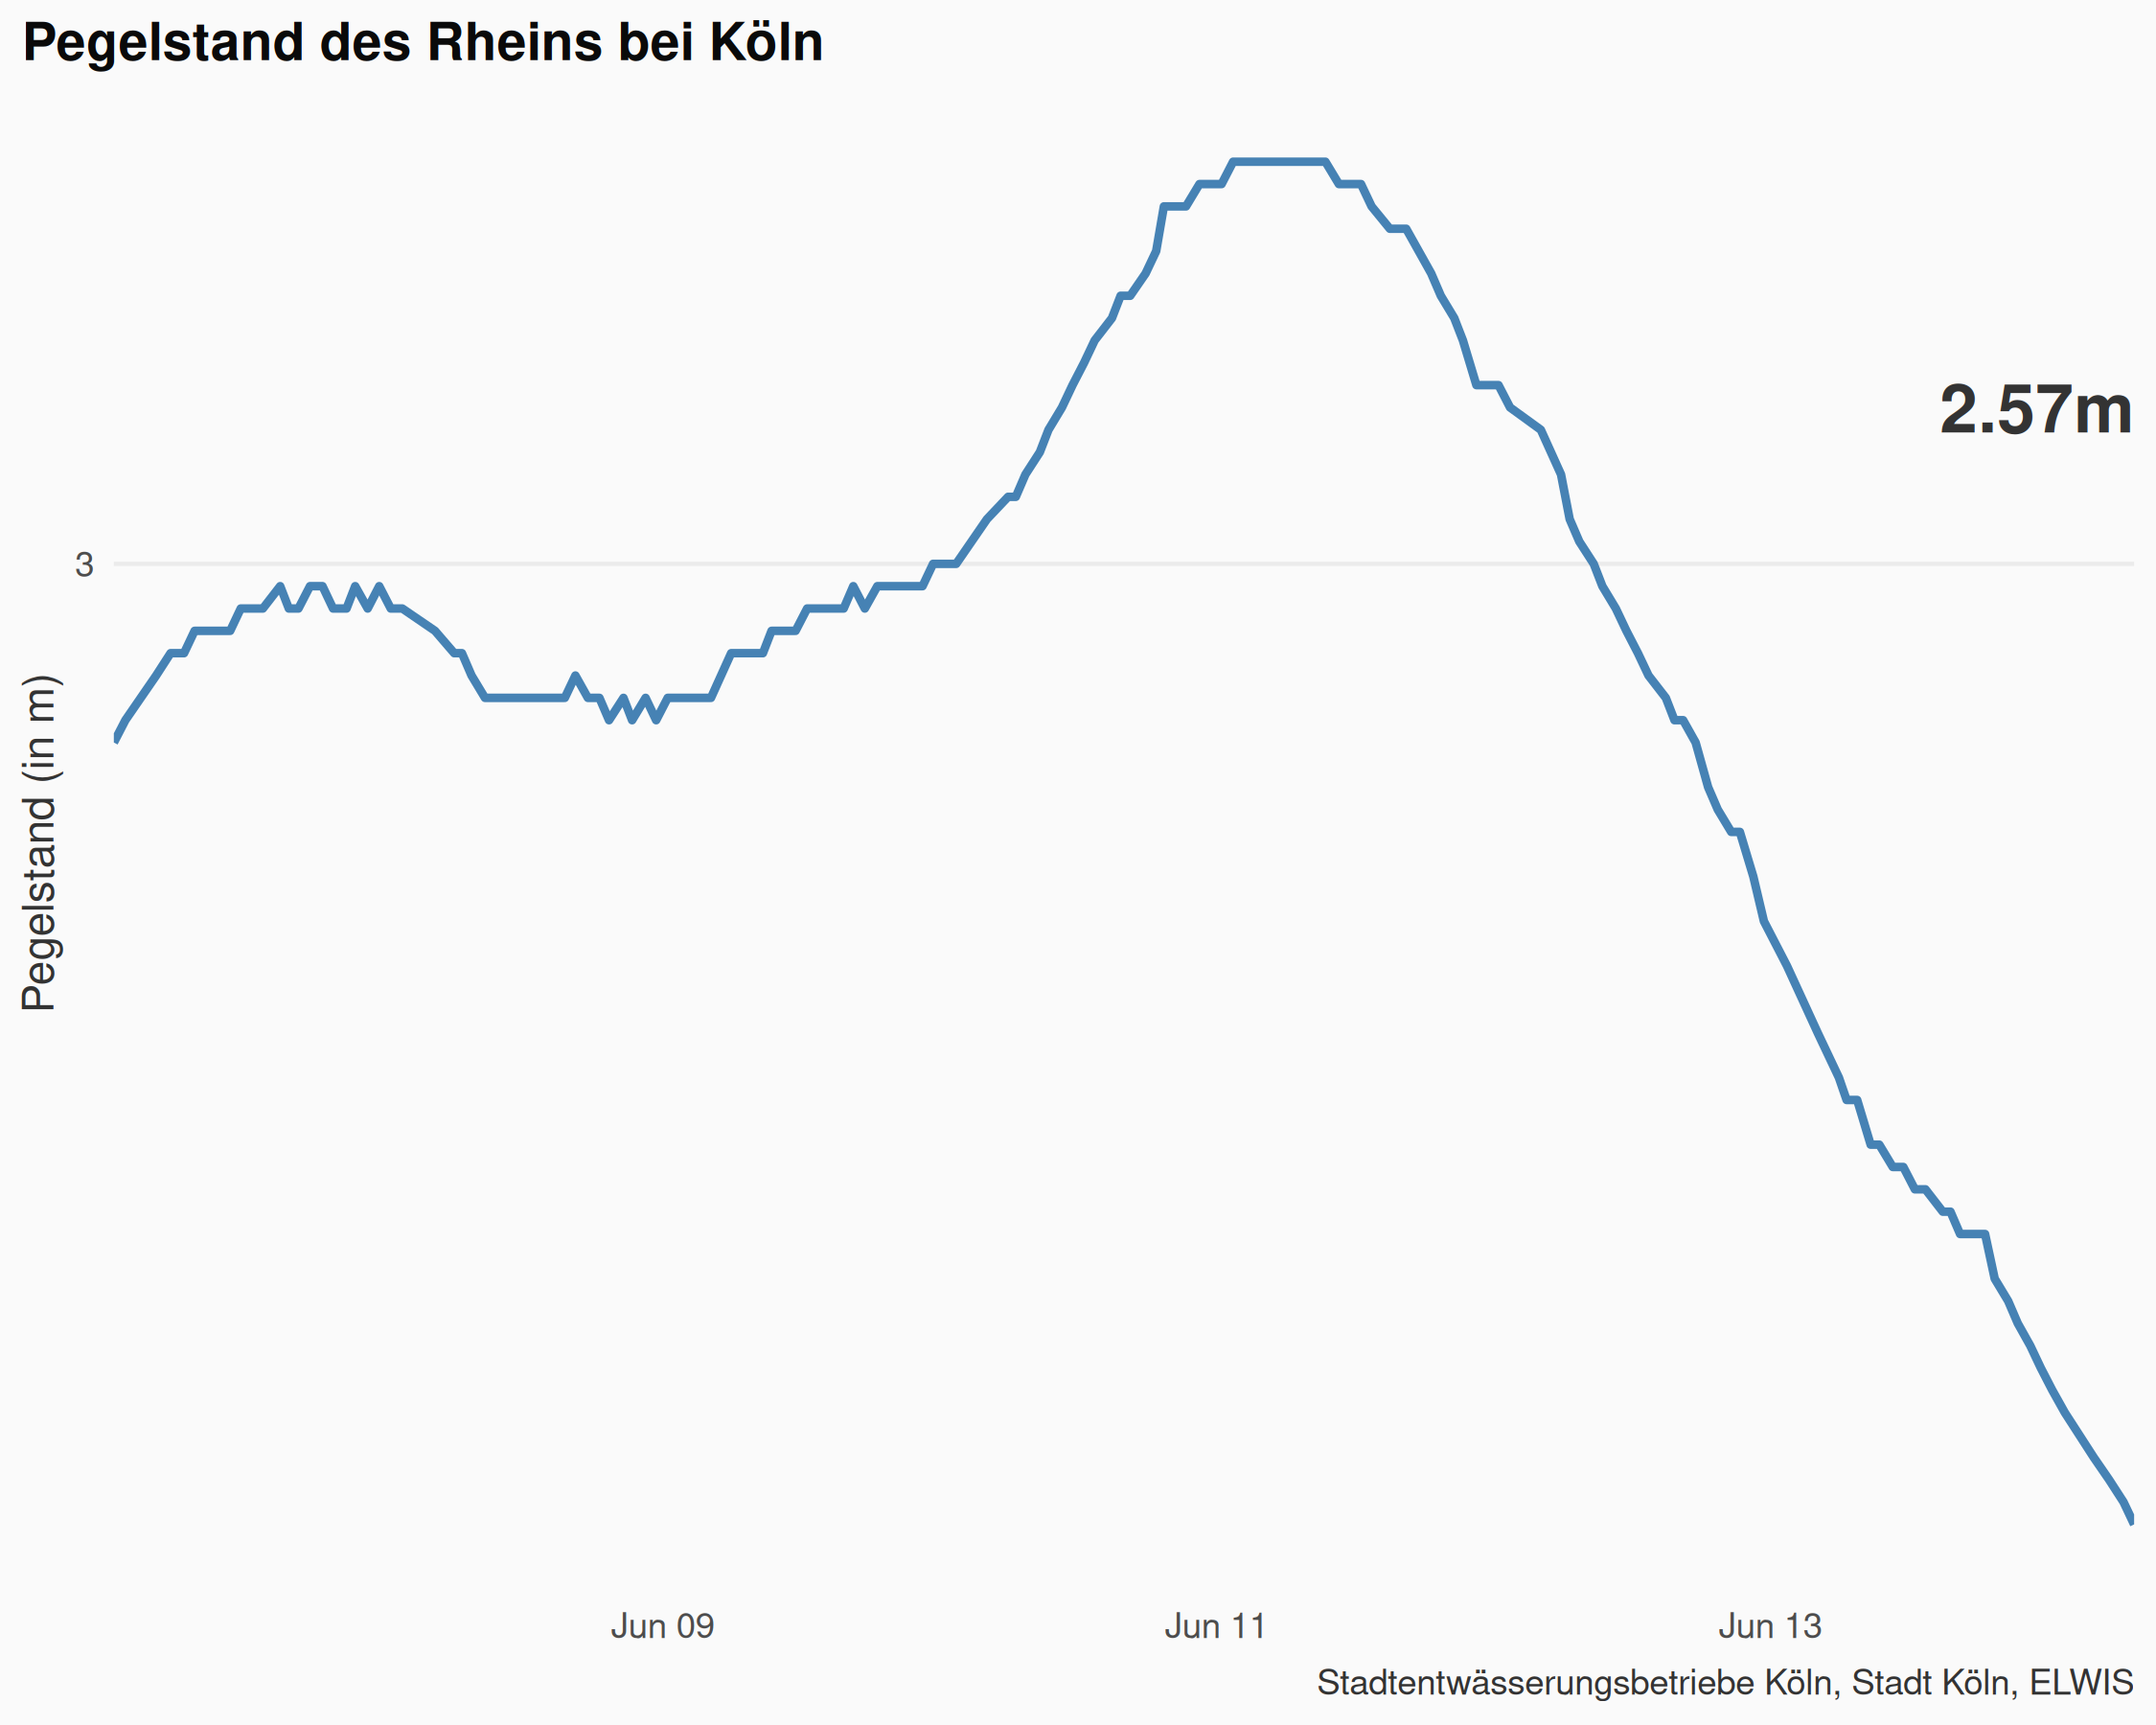 Pegelstand des Rheins bei Köln
2.57m
3
Pegelstand (in m)
Jun 09
Jun 11
Jun 13
Stadtentwässerungsbetriebe Köln, Stadt Köln, ELWIS